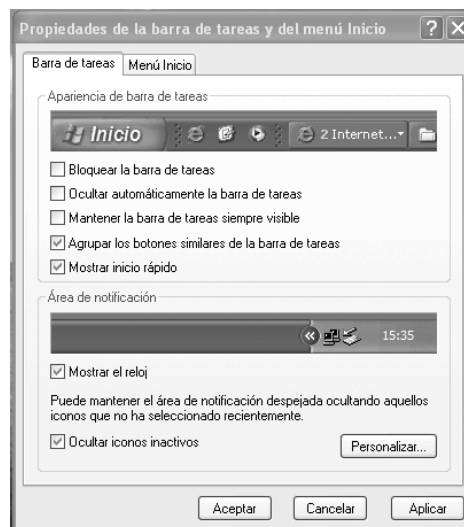 Propiedades de la barra de tareas y del menú Inicio
Barra de tareas Menú Inicio
Apariencia de barra de tareas
Inicio 2 Internet...
Bloquear la barra de tareas
Ocultar automáticamente la barra de tareas
Mantener la barra de tareas siempre visible
Agrupar los botones similares de la barra de tareas
Mostrar inicio rápido
Área de notificación
15:35
Mostrar el reloj
Puede mantener el área de notificación despejada ocultando aquellos
iconos que no ha seleccionado recientemente.
Ocultar iconos inactivos Personalizar...
Aceptar Cancelar Aplicar